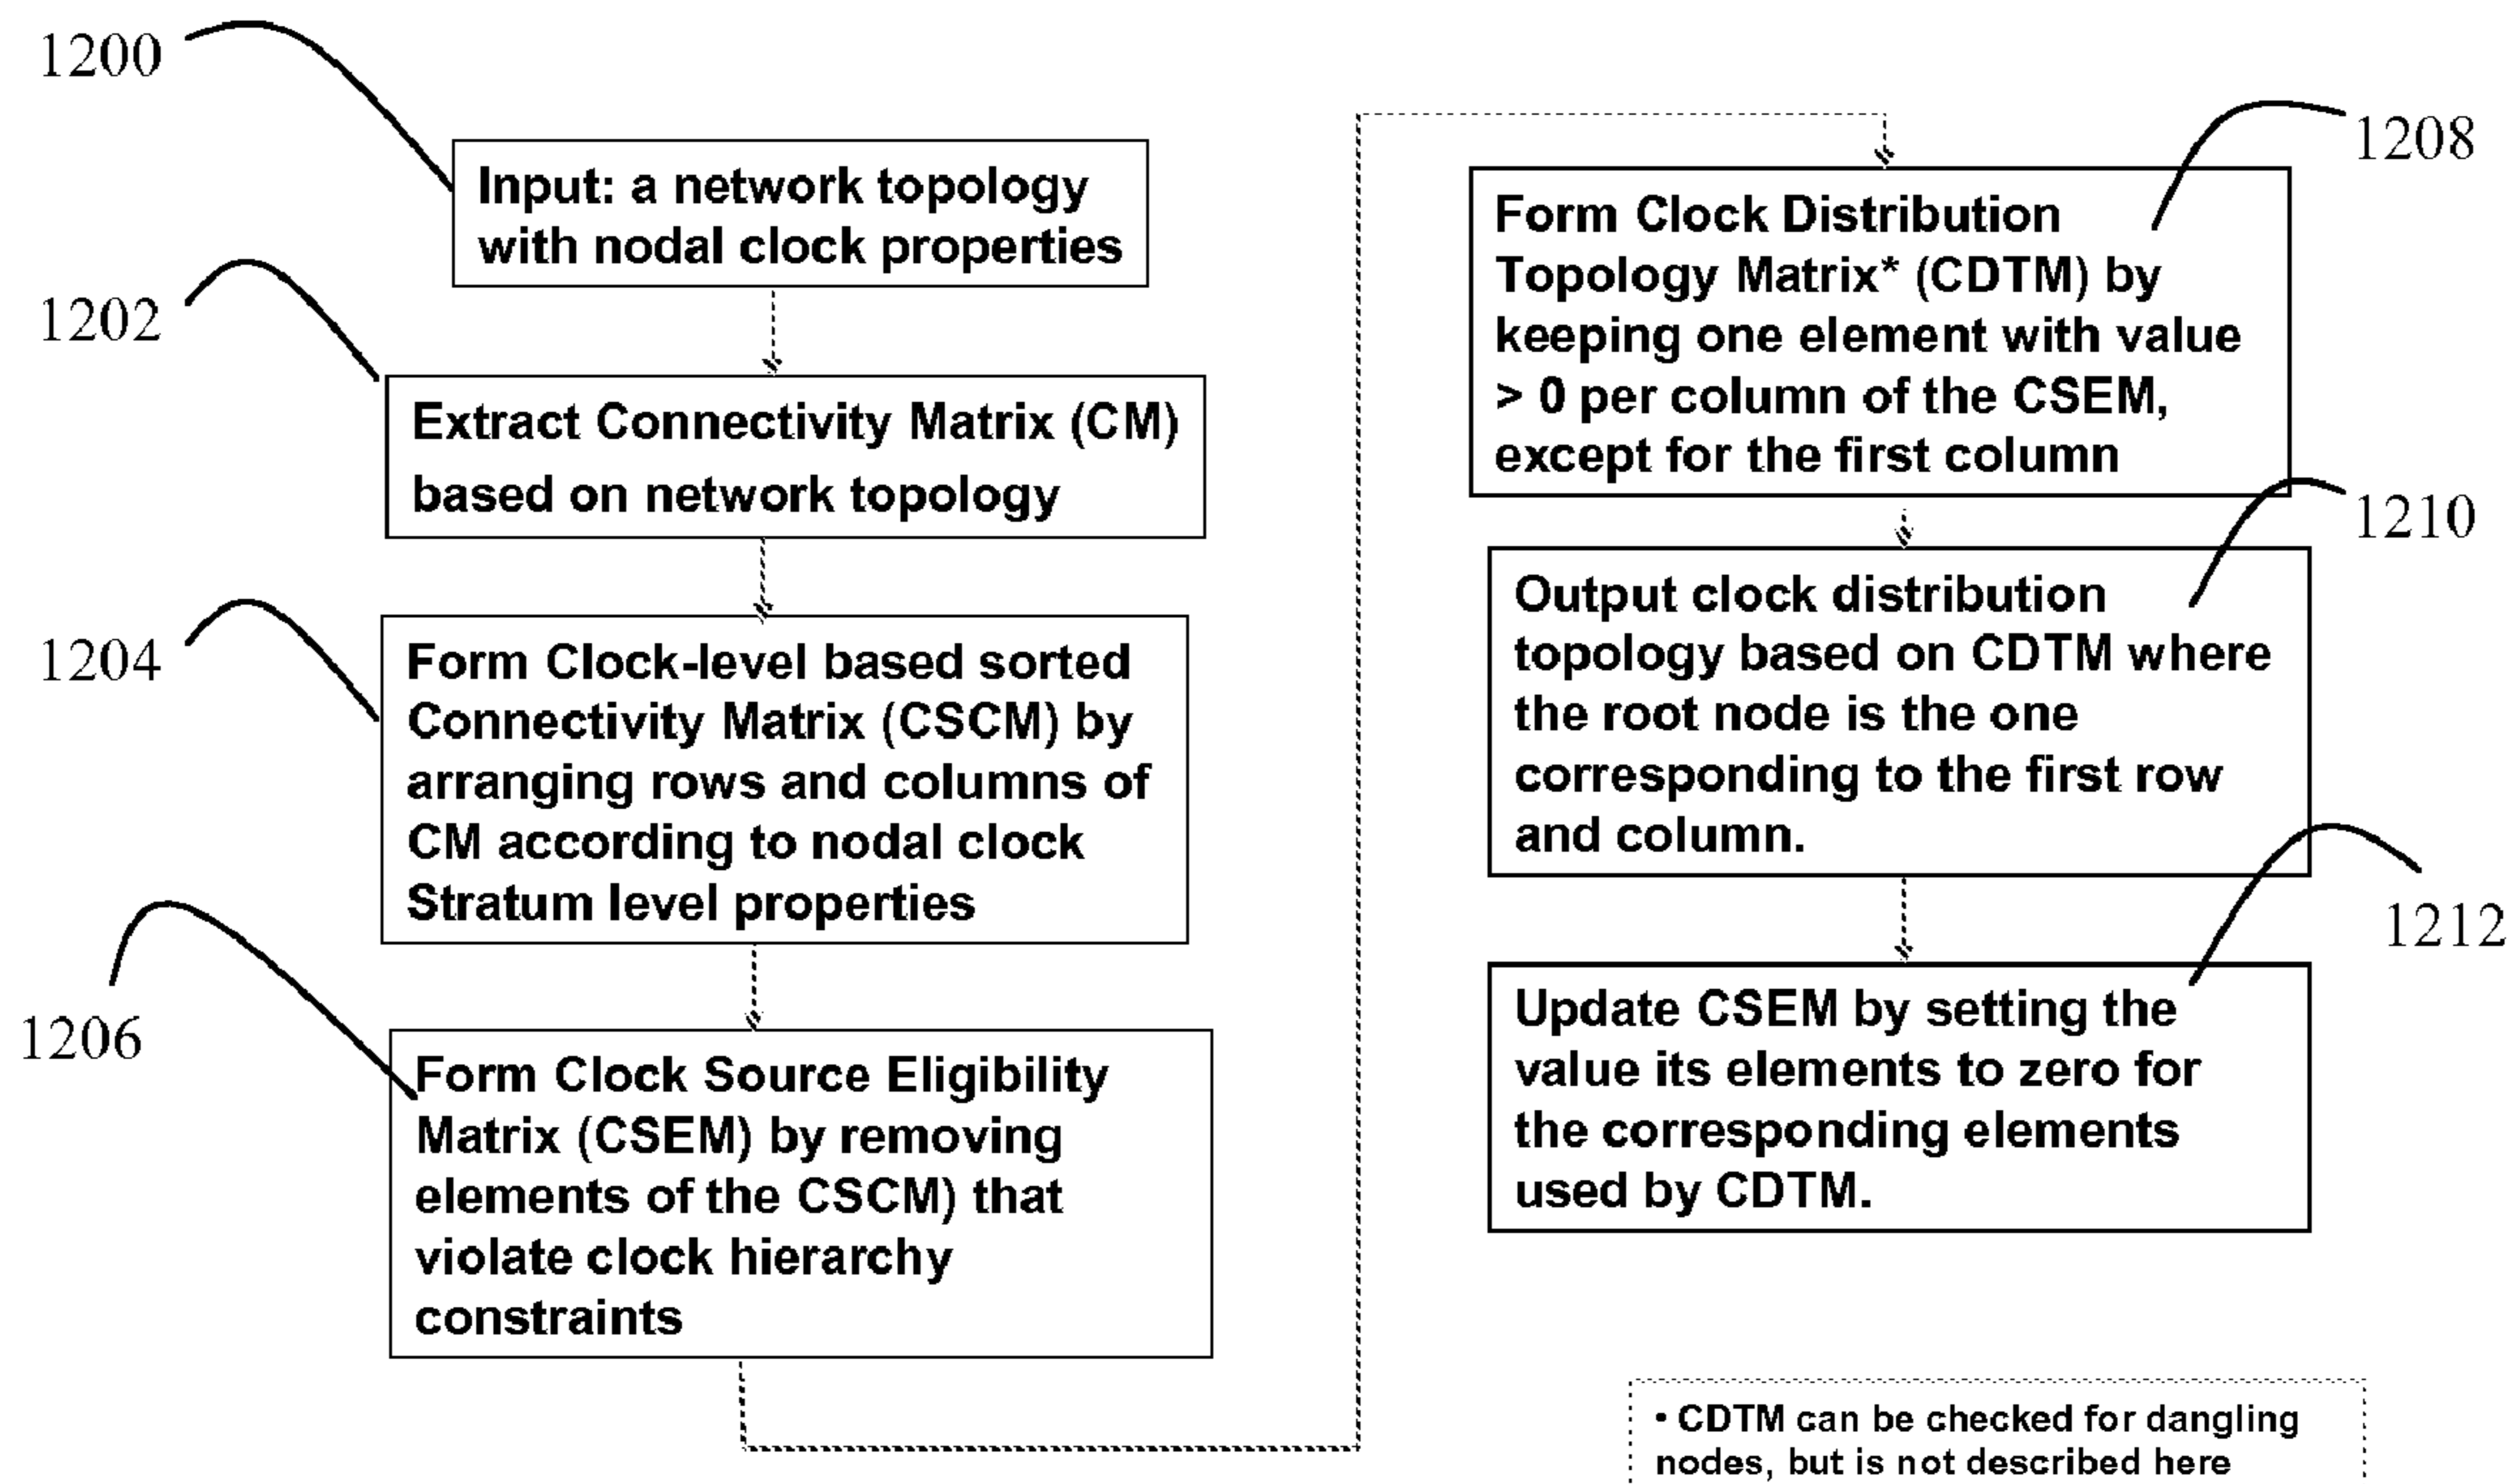 1200
Input: a network topology
with nodal clock properties
1202
Extract Connectivity Matrix (CM)
based on network topology
1204
Form Clock-level based sorted
Connectivity Matrix (CSCM) by
arranging rows and columns of
CM according to nodal clock
Stratum level properties
1206
Form Clock Source Eligibility
Matrix (CSEM) by removing
elements of the CSCM) that
violate clock hierarchy
constraints
1208
Form Clock Distribution
Topology Matrix* (CDTM) by
keeping one element with value
> 0 per column of the CSEM,
except for the first column
1210
Output clock distribution
topology based on CDTM where
the root node is the one
corresponding to the first row
and column.
1212
Update CSEM by setting the
value its elements to zero for
the corresponding elements
used by CDTM.
• CDTM can be checked for dangling
nodes, but is not described here